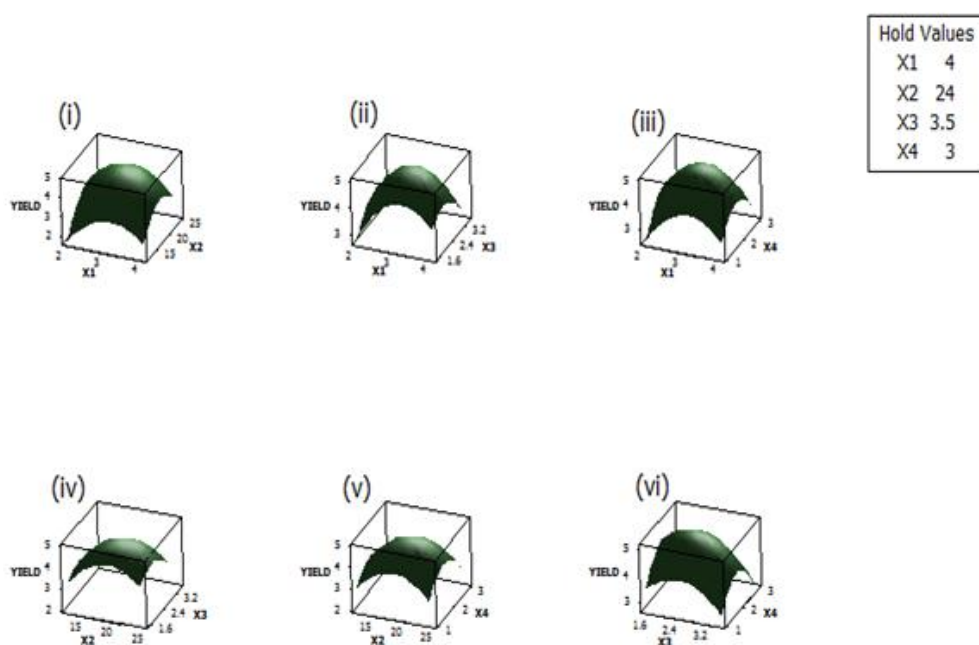 Hold Values
X1 4
X2 24
X3 3.5
X4 3
(i)
5
4
3
2
YIELD
2
3
4
X1
15
20
25
X2
(ii)
5
4
3
YIELD
2
3
4
X1
1.6
2.4
3.2
X3
(iii)
5
4
3
YIELD
2
3
4
X1
1
2
3
X4
(iv)
5
4
3
2
YIELD
15
20
25
X2
1.6
2.4
3.2
X3
(v)
5
4
3
2
YIELD
15
20
25
X2
1
2
3
X4
(vi)
5
4
3
YIELD
1.6
2.4
3.2
X3
1
2
3
X4